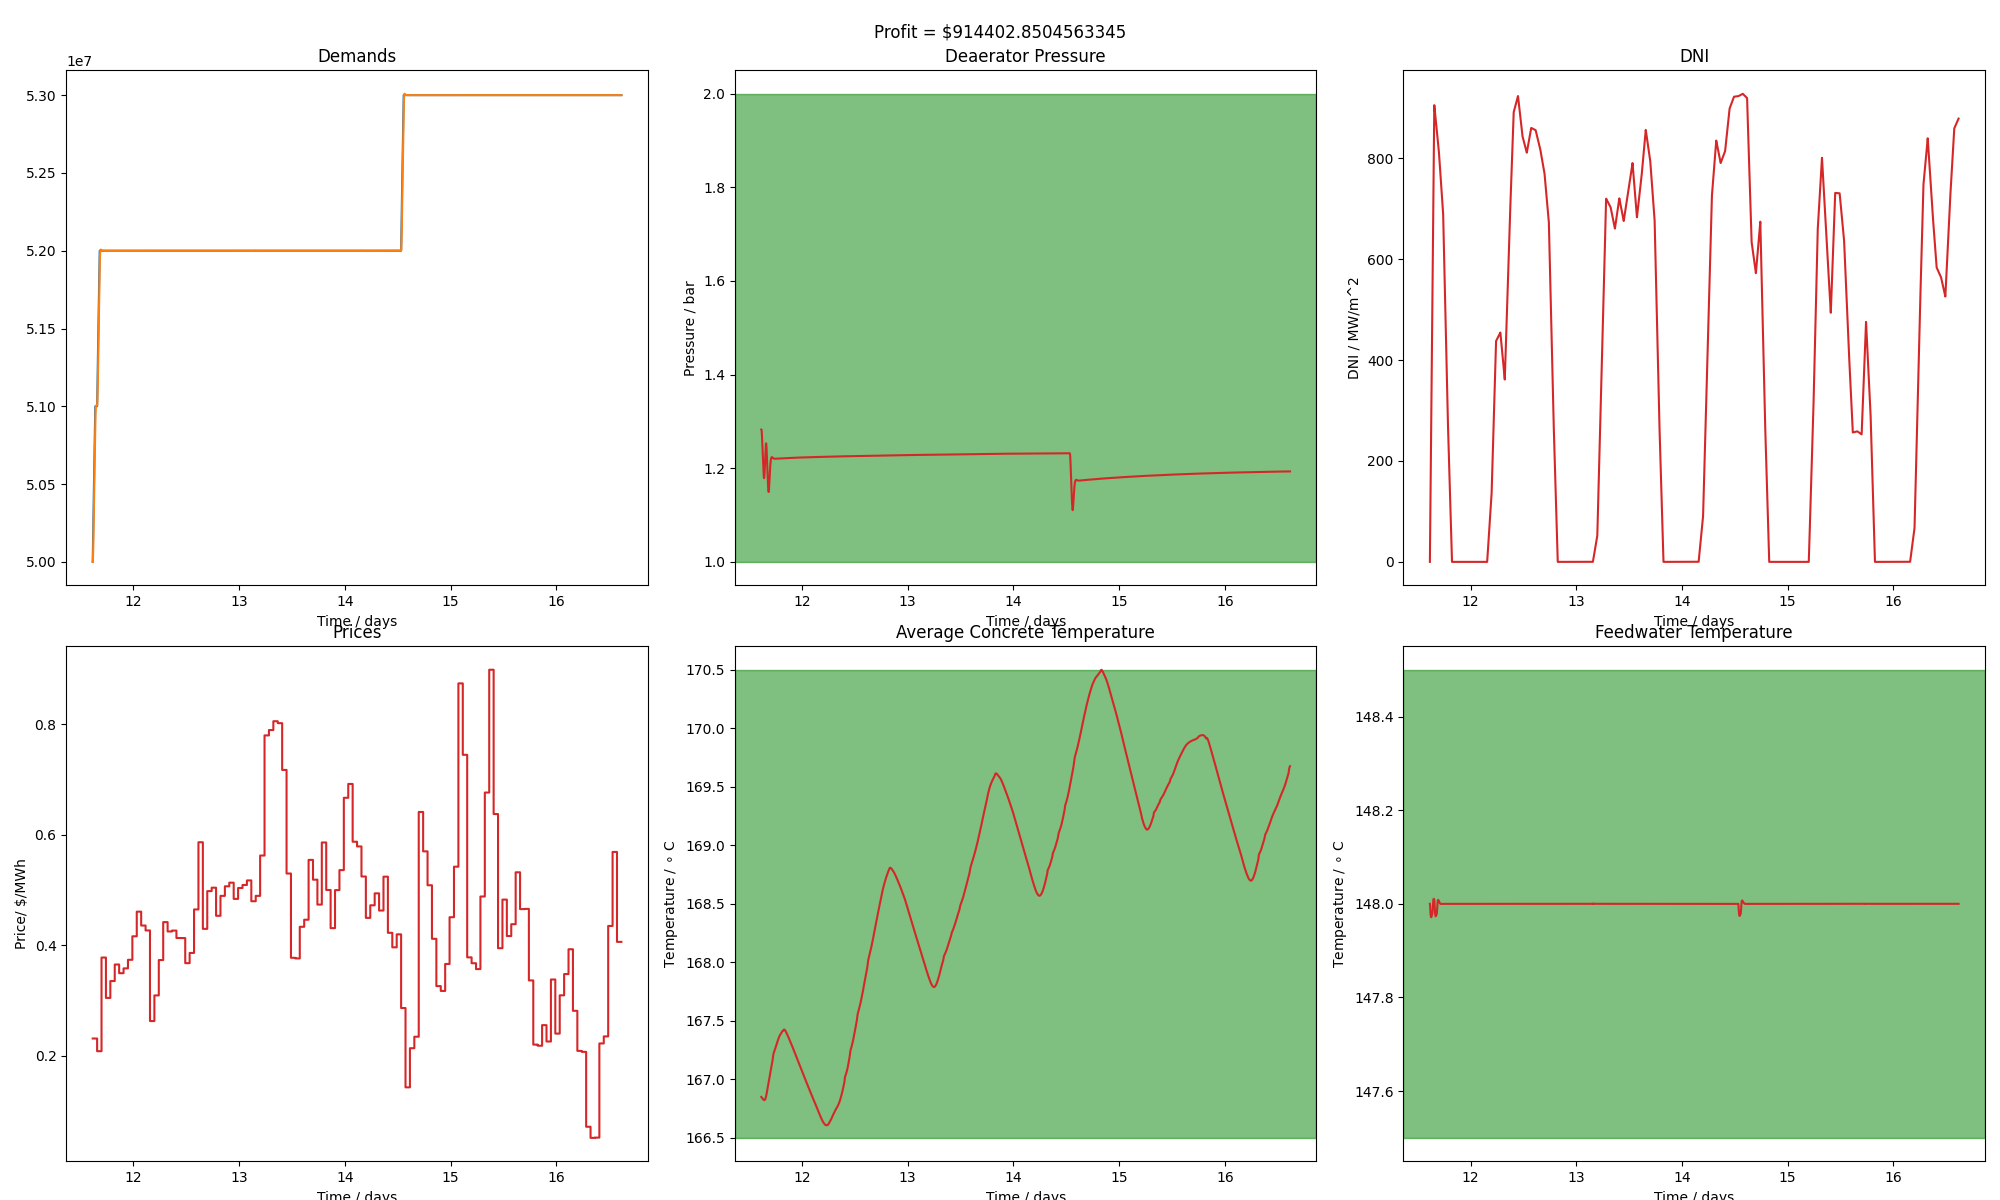 Profit = $914402.8504563345
Demands
1e7
5.30
5.25
5.20
5.15
5.10
5.05
5.00
12 13 14 15 16
Time / days
Deaerator Pressure
Pressure / bar
2.0
1.8
1.6
1.4
1.2
1.0
12 13 14 15 16
Time / days
DNI
DNI / MW/m^2
800
600
400
200
0
12 13 14 15 16
Time / days
Prices
Price/ $/MWh
0.8
0.6
0.4
0.2
12 13 14 15 16
Time / days
Average Concrete Temperature
Temperature / ∘ C
170.5
170.0
169.5
169.0
168.5
168.0
167.5
167.0
166.5
12 13 14 15 16
Time / days
Feedwater Temperature
Temperature / ∘ C
148.4
148.2
148.0
147.8
147.6
12 13 14 15 16
Time / days